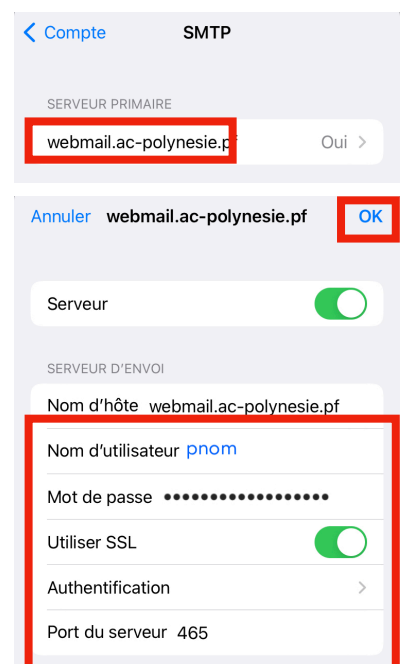 Compte SMTP
SERVEUR PRIMAIRE
webmail.ac-polynesie.p Oui
Annuler webmail.ac-polynesie.pf OK
Serveur
SERVEUR D'ENVOI
Nom d'hôte webmail.ac-polynesie.pf
Nom d'utilisateur pnom
Mot de passe ••••••••••••••••••
Utiliser SSL
Authentification
Port du serveur 465